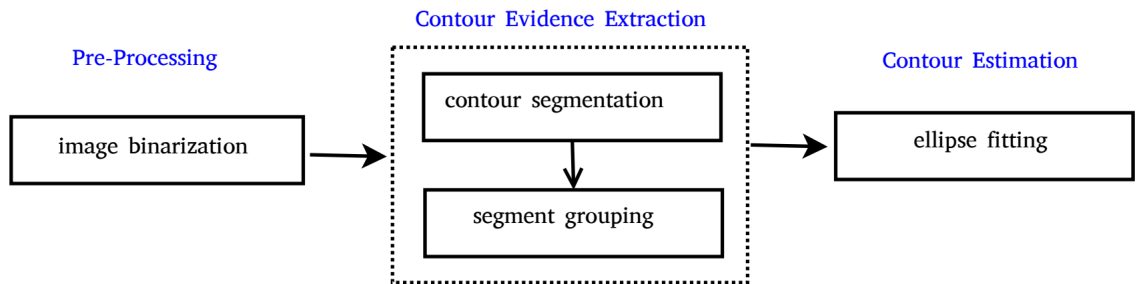 Contour Evidence Extraction
Pre-Processing
Contour Estimation
contour segmentation
image binarization
ellipse fitting
segment grouping